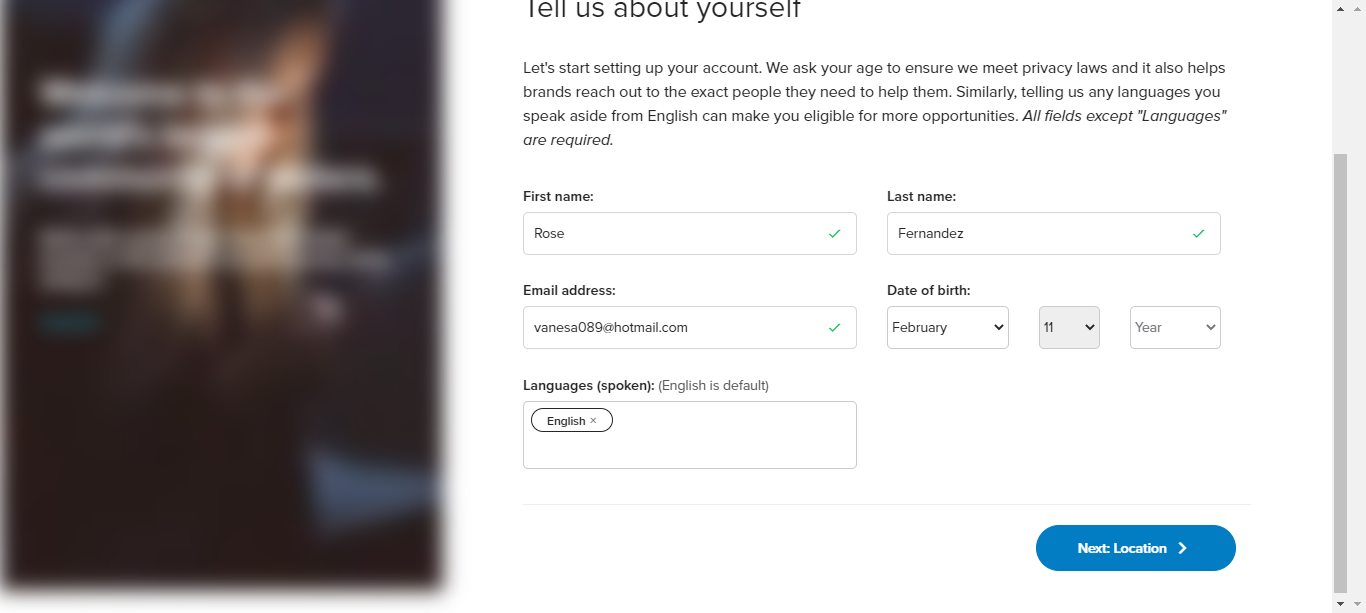 Tell us about yourself
Let's start setting up your account. We ask your age to ensure we meet privacy laws and it also helps
brands reach out to the exact people they need to help them. Similarly, telling us any languages you
speak aside from English can make you eligible for more opportunities. All fields except "Languages"
are required.
First name:
Last name:
Rose
Fernandez
Email address:
Date of birth:
vanesa089@hotmail.com
February
11
Year
Languages (spoken): (English is default)
English ×
Next: Location